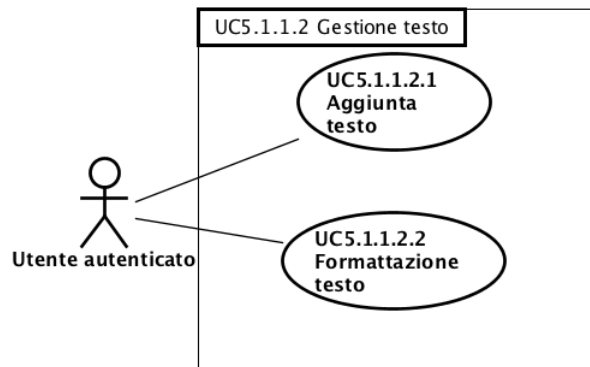 UC5.1.1.2 Gestione testo
UC5.1.1.2.1
Aggiunta
testo
Utente autenticato
UC5.1.1.2.2
Formattazione
testo